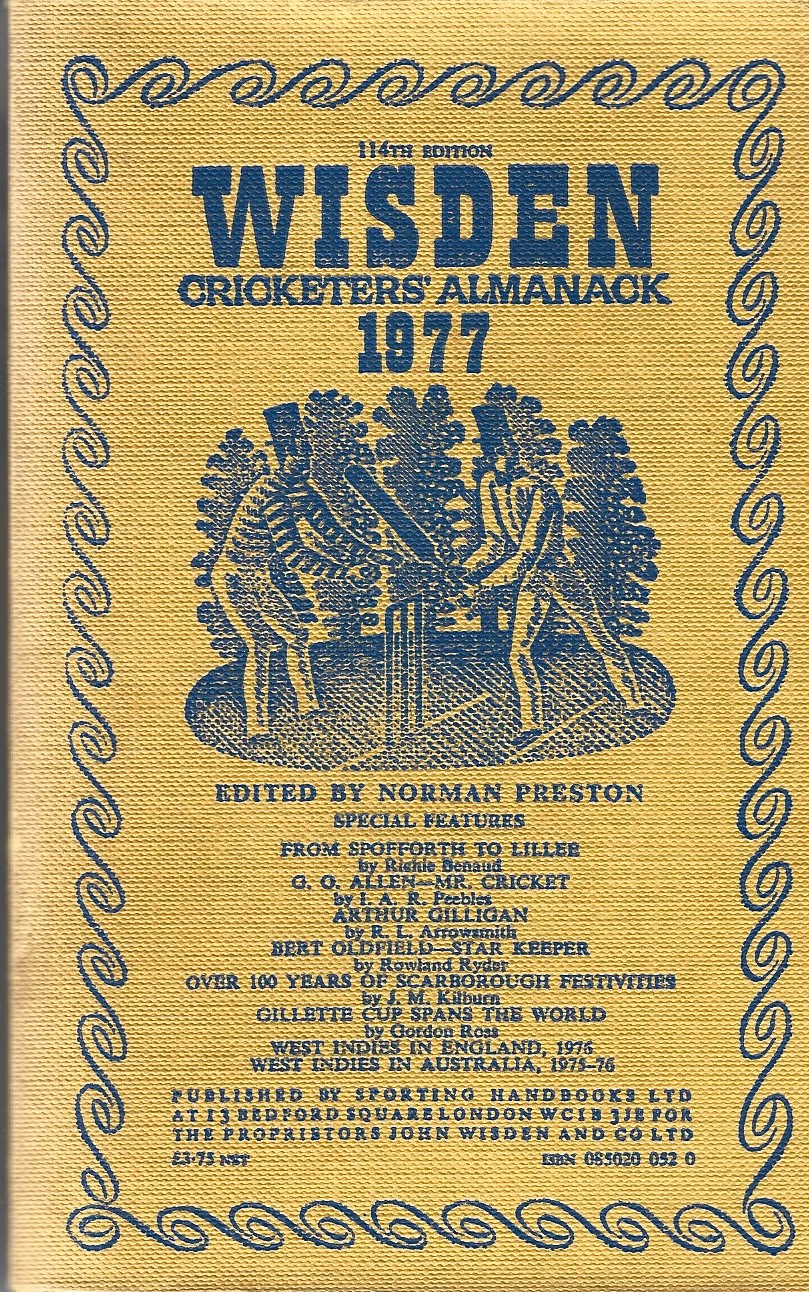 114TH EDITION
WISDEN
CRICKETERS' ALMANACK
1977
EDITED BY NORMAN PRESTON
SPECIAL FEATURES
FROM SPOFFORTH TO LILLEE
by Richie Benaud
G. O. ALLEN—MR. CRICKET
by I. A. R. Peebles
ARTHUR GILLIGAN
by R. L. Arrowsmith
BERT OLDFIELD—STAR KEEPER
by Rowland Ryder
OVER 100 YEARS OF SCARBOROUGH FESTIVITIES
by J. M. Kilburn
GILLETTE CUP SPANS THE WORLD
by Gordon Ross
WEST INDIES IN ENGLAND, 1976
WEST INDIES IN AUSTRALIA, 1975-76
PUBLISHED BY SPORTING HANDBOOKS LTD
AT 13 BEDFORD SQUARE LONDON WC1B 3JE FOR
THE PROPRIETORS JOHN WISDEN AND CO LTD
£3·75 NET
ISBN 085020 052 0